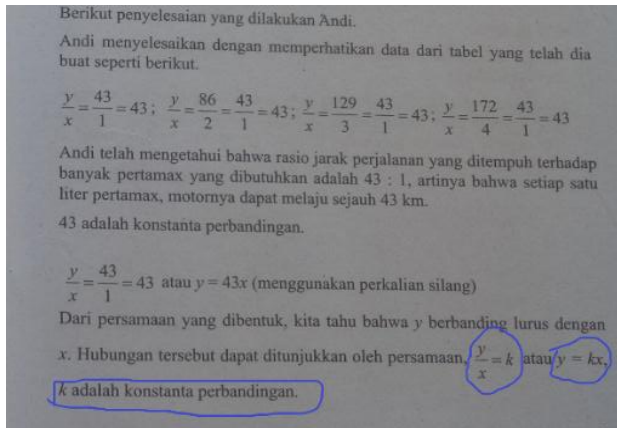 Berikut penyelesaian yang dilakukan Andi.
Andi menyelesaikan dengan memperhatikan data dari tabel yang telah dia
buat seperti berikut.
y/x = 43/1 = 43 ; y/x = 86/2 = 43/1 = 43 ; y/x = 129/3 = 43/1 = 43 ; y/x = 172/4 = 43/1 = 43
Andi telah mengetahui bahwa rasio jarak perjalanan yang ditempuh terhadap
banyak pertamax yang dibutuhkan adalah 43 : 1, artinya bahwa setiap satu
liter pertamax, motornya dapat melaju sejauh 43 km.
43 adalah konstanta perbandingan.
y/x = 43/1 = 43 atau y = 43x (menggunakan perkalian silang)
Dari persamaan yang dibentuk, kita tahu bahwa y berbanding lurus dengan
x. Hubungan tersebut dapat ditunjukkan oleh persamaan, y/x = k atau y = kx,
k adalah konstanta perbandingan.